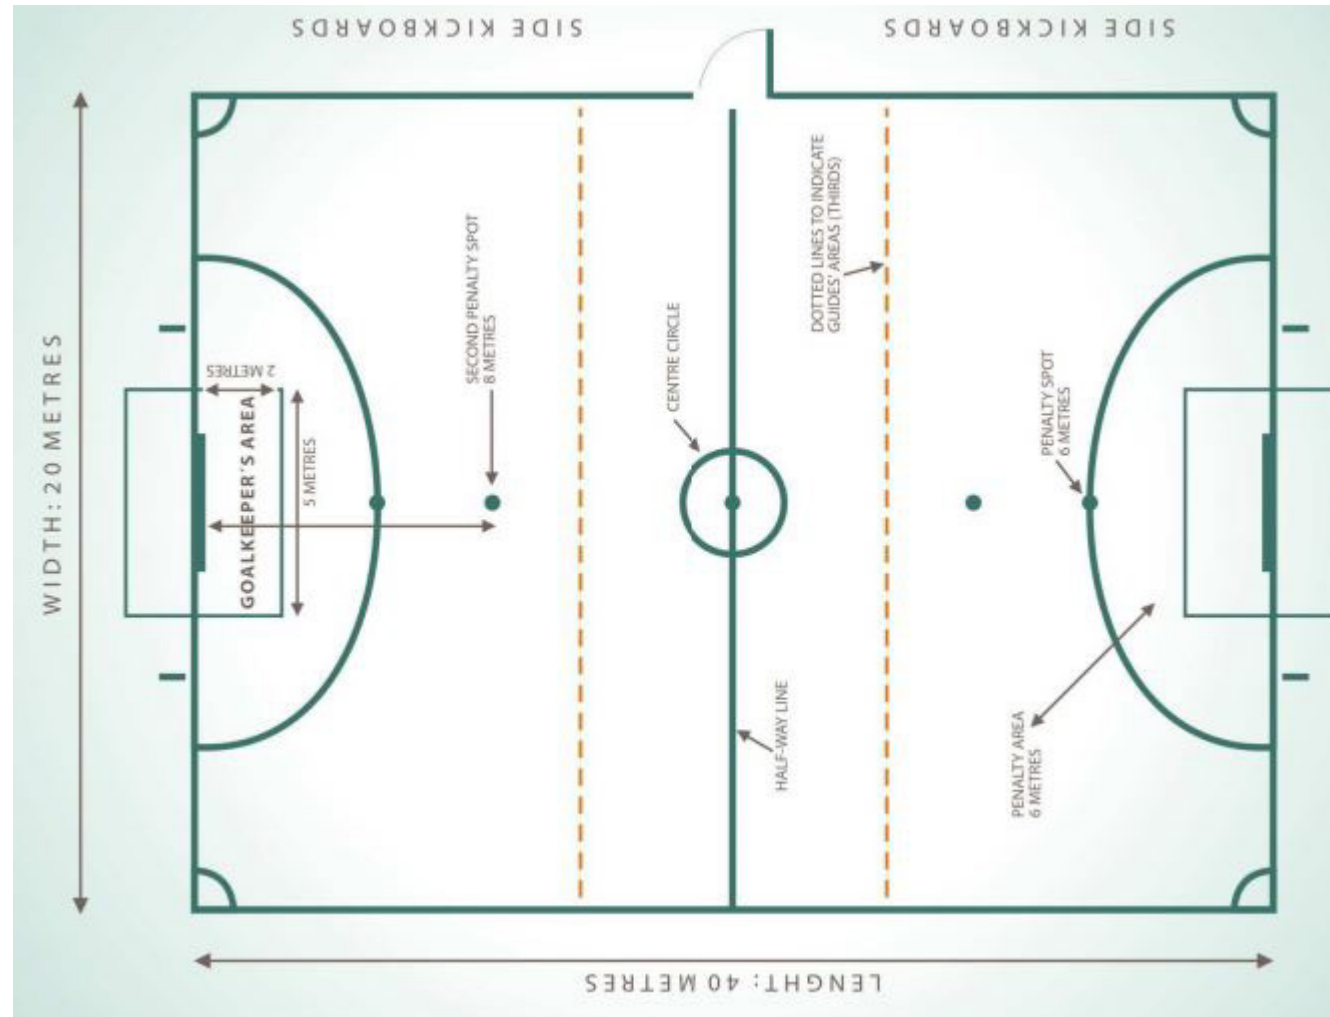 SIDE KICKBOARDS
SIDE KICKBOARDS
WIDTH: 20 METRES
2 METRES
GOALKEEPER'S AREA
5 METRES
SECOND PENALTY SPOT
8 METRES
CENTRE CIRCLE
DOTTED LINES TO INDICATE
GUIDES' AREAS (THIRDS)
PENALTY SPOT
6 METRES
HALF-WAY LINE
PENALTY AREA
6 METRES
LENGHT: 40 METRES